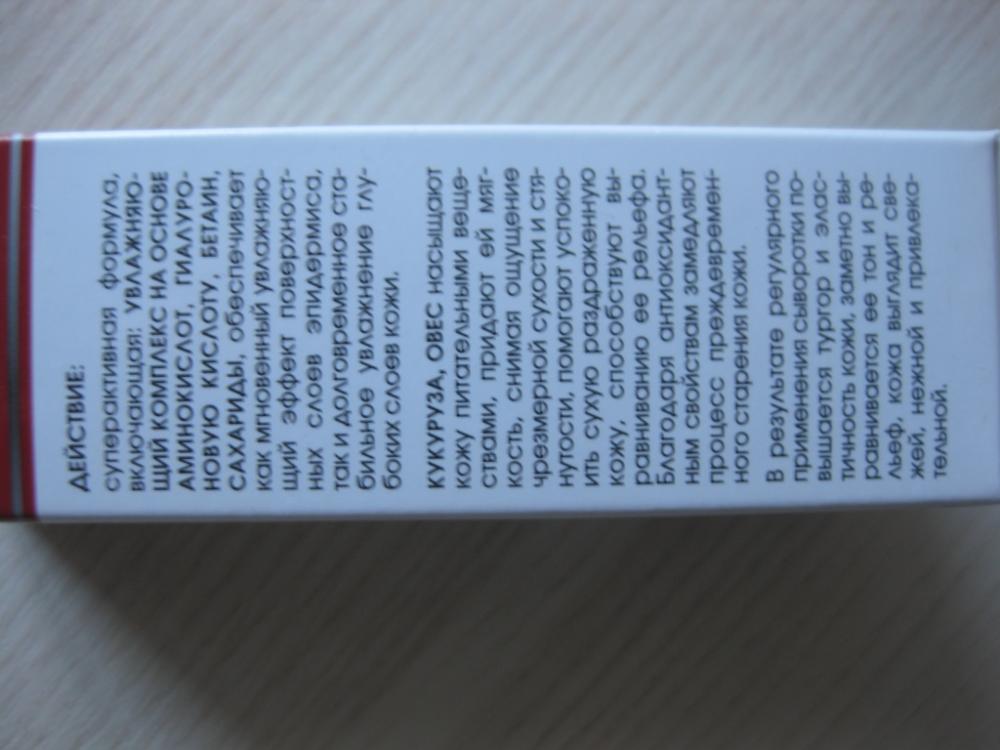 ДЕЙСТВИЕ:
суперактивная формула,
включающая: УВЛАЖНЯЮ-
ЩИЙ КОМПЛЕКС НА ОСНОВЕ
АМИНОКИСЛОТ, ГИАЛУРО-
НОВУЮ КИСЛОТУ, БЕТАИН,
САХАРИДЫ, обеспечивает
как мгновенный увлажняю-
щий эффект поверхност-
ных слоев эпидермиса,
так и долговременное ста-
бильное увлажнение глу-
боких слоев кожи.
КУКУРУЗА, ОВЕС насыщают
кожу питательными веще-
ствами, придают ей мяг-
кость, снимая ощущение
чрезмерной сухости и стя-
нутости, помогают успоко-
ить сухую раздраженную
кожу, способствуют вы-
равниванию ее рельефа.
Благодаря антиоксидант-
ным свойствам замедляют
процесс преждевремен-
ного старения кожи.
В результате регулярного
применения сыворотки по-
вышается тургор и элас-
тичность кожи, заметно вы-
равнивается ее тон и ре-
льеф, кожа выглядит све-
жей, нежной и привлека-
тельной.